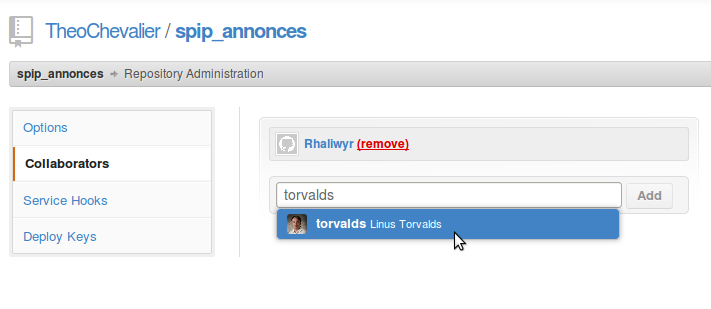 TheoChevalier / spip_annonces
spip_annonces Repository Administration
Options
Collaborators
Service Hooks
Deploy Keys
Rhaliwyr (remove)
torvalds Add
torvalds Linus Torvalds